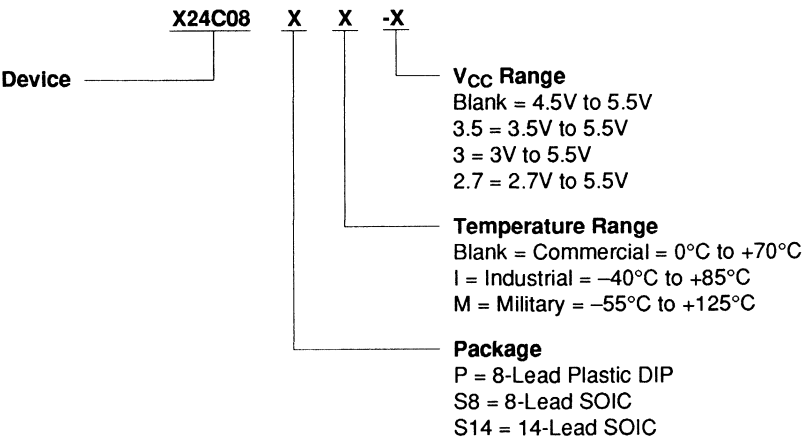 X24C08 X X -X
Device
VCC Range
Blank = 4.5V to 5.5V
3.5 = 3.5V to 5.5V
3 = 3V to 5.5V
2.7 = 2.7V to 5.5V
Temperature Range
Blank = Commercial = 0°C to +70°C
I = Industrial = –40°C to +85°C
M = Military = –55°C to +125°C
Package
P = 8-Lead Plastic DIP
S8 = 8-Lead SOIC
S14 = 14-Lead SOIC